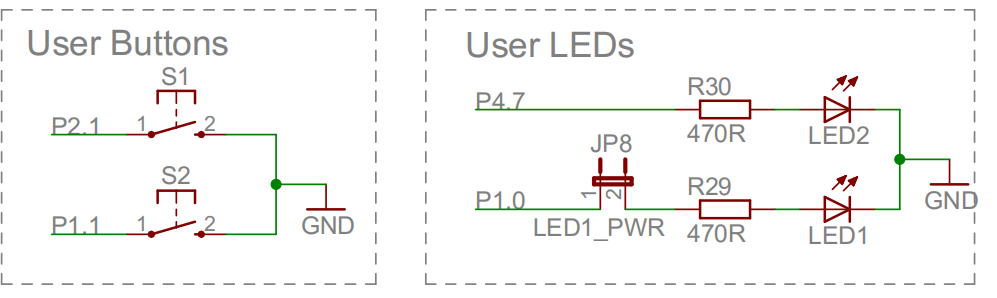 User Buttons
S1
P2.1
1
2
S2
P1.1
1
2
GND
User LEDs
P4.7
R30
470R
LED2
JP8
P1.0
1
2
LED1_PWR
R29
470R
LED1
GND